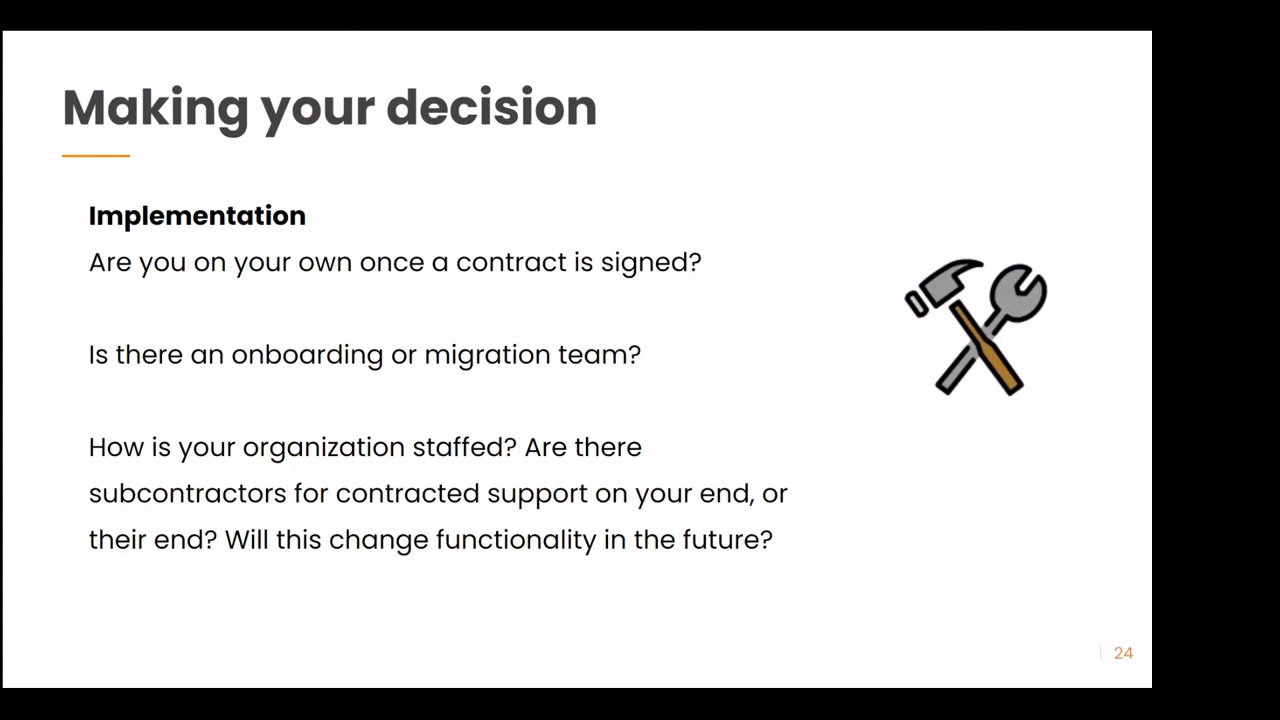 Making your decision
Implementation
Are you on your own once a contract is signed?
Is there an onboarding or migration team?
How is your organization staffed? Are there
subcontractors for contracted support on your end, or
their end? Will this change functionality in the future?
24